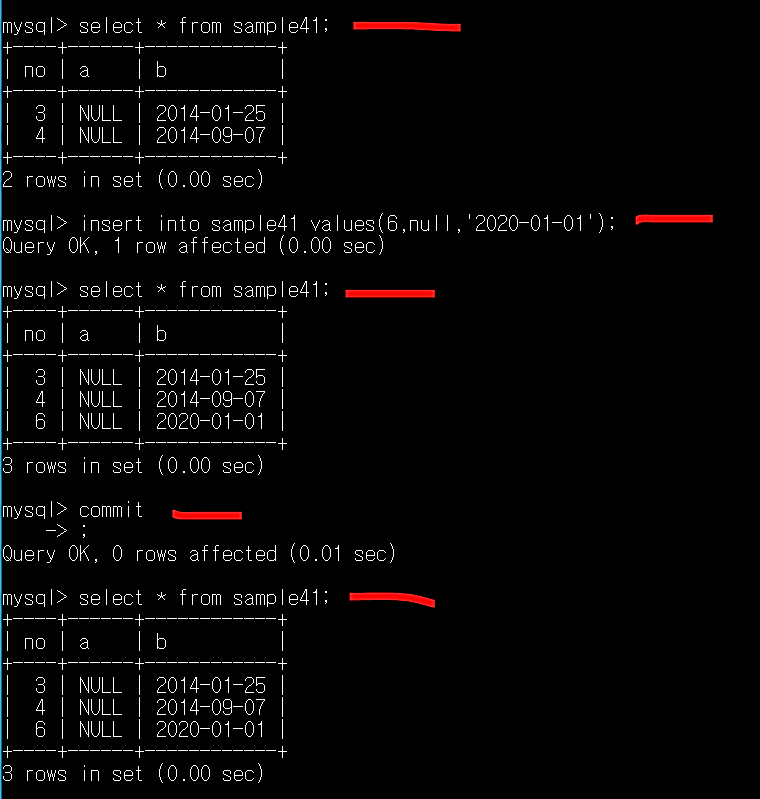 mysql> select * from sample41;
+----+------+------------+
| no | a    | b          |
+----+------+------------+
|  3 | NULL | 2014-01-25 |
|  4 | NULL | 2014-09-07 |
+----+------+------------+
2 rows in set (0.00 sec)
mysql> insert into sample41 values(6,null,'2020-01-01');
Query OK, 1 row affected (0.00 sec)
mysql> select * from sample41;
+----+------+------------+
| no | a    | b          |
+----+------+------------+
|  3 | NULL | 2014-01-25 |
|  4 | NULL | 2014-09-07 |
|  6 | NULL | 2020-01-01 |
+----+------+------------+
3 rows in set (0.00 sec)
mysql> commit
    -> ;
Query OK, 0 rows affected (0.01 sec)
mysql> select * from sample41;
+----+------+------------+
| no | a    | b          |
+----+------+------------+
|  3 | NULL | 2014-01-25 |
|  4 | NULL | 2014-09-07 |
|  6 | NULL | 2020-01-01 |
+----+------+------------+
3 rows in set (0.00 sec)